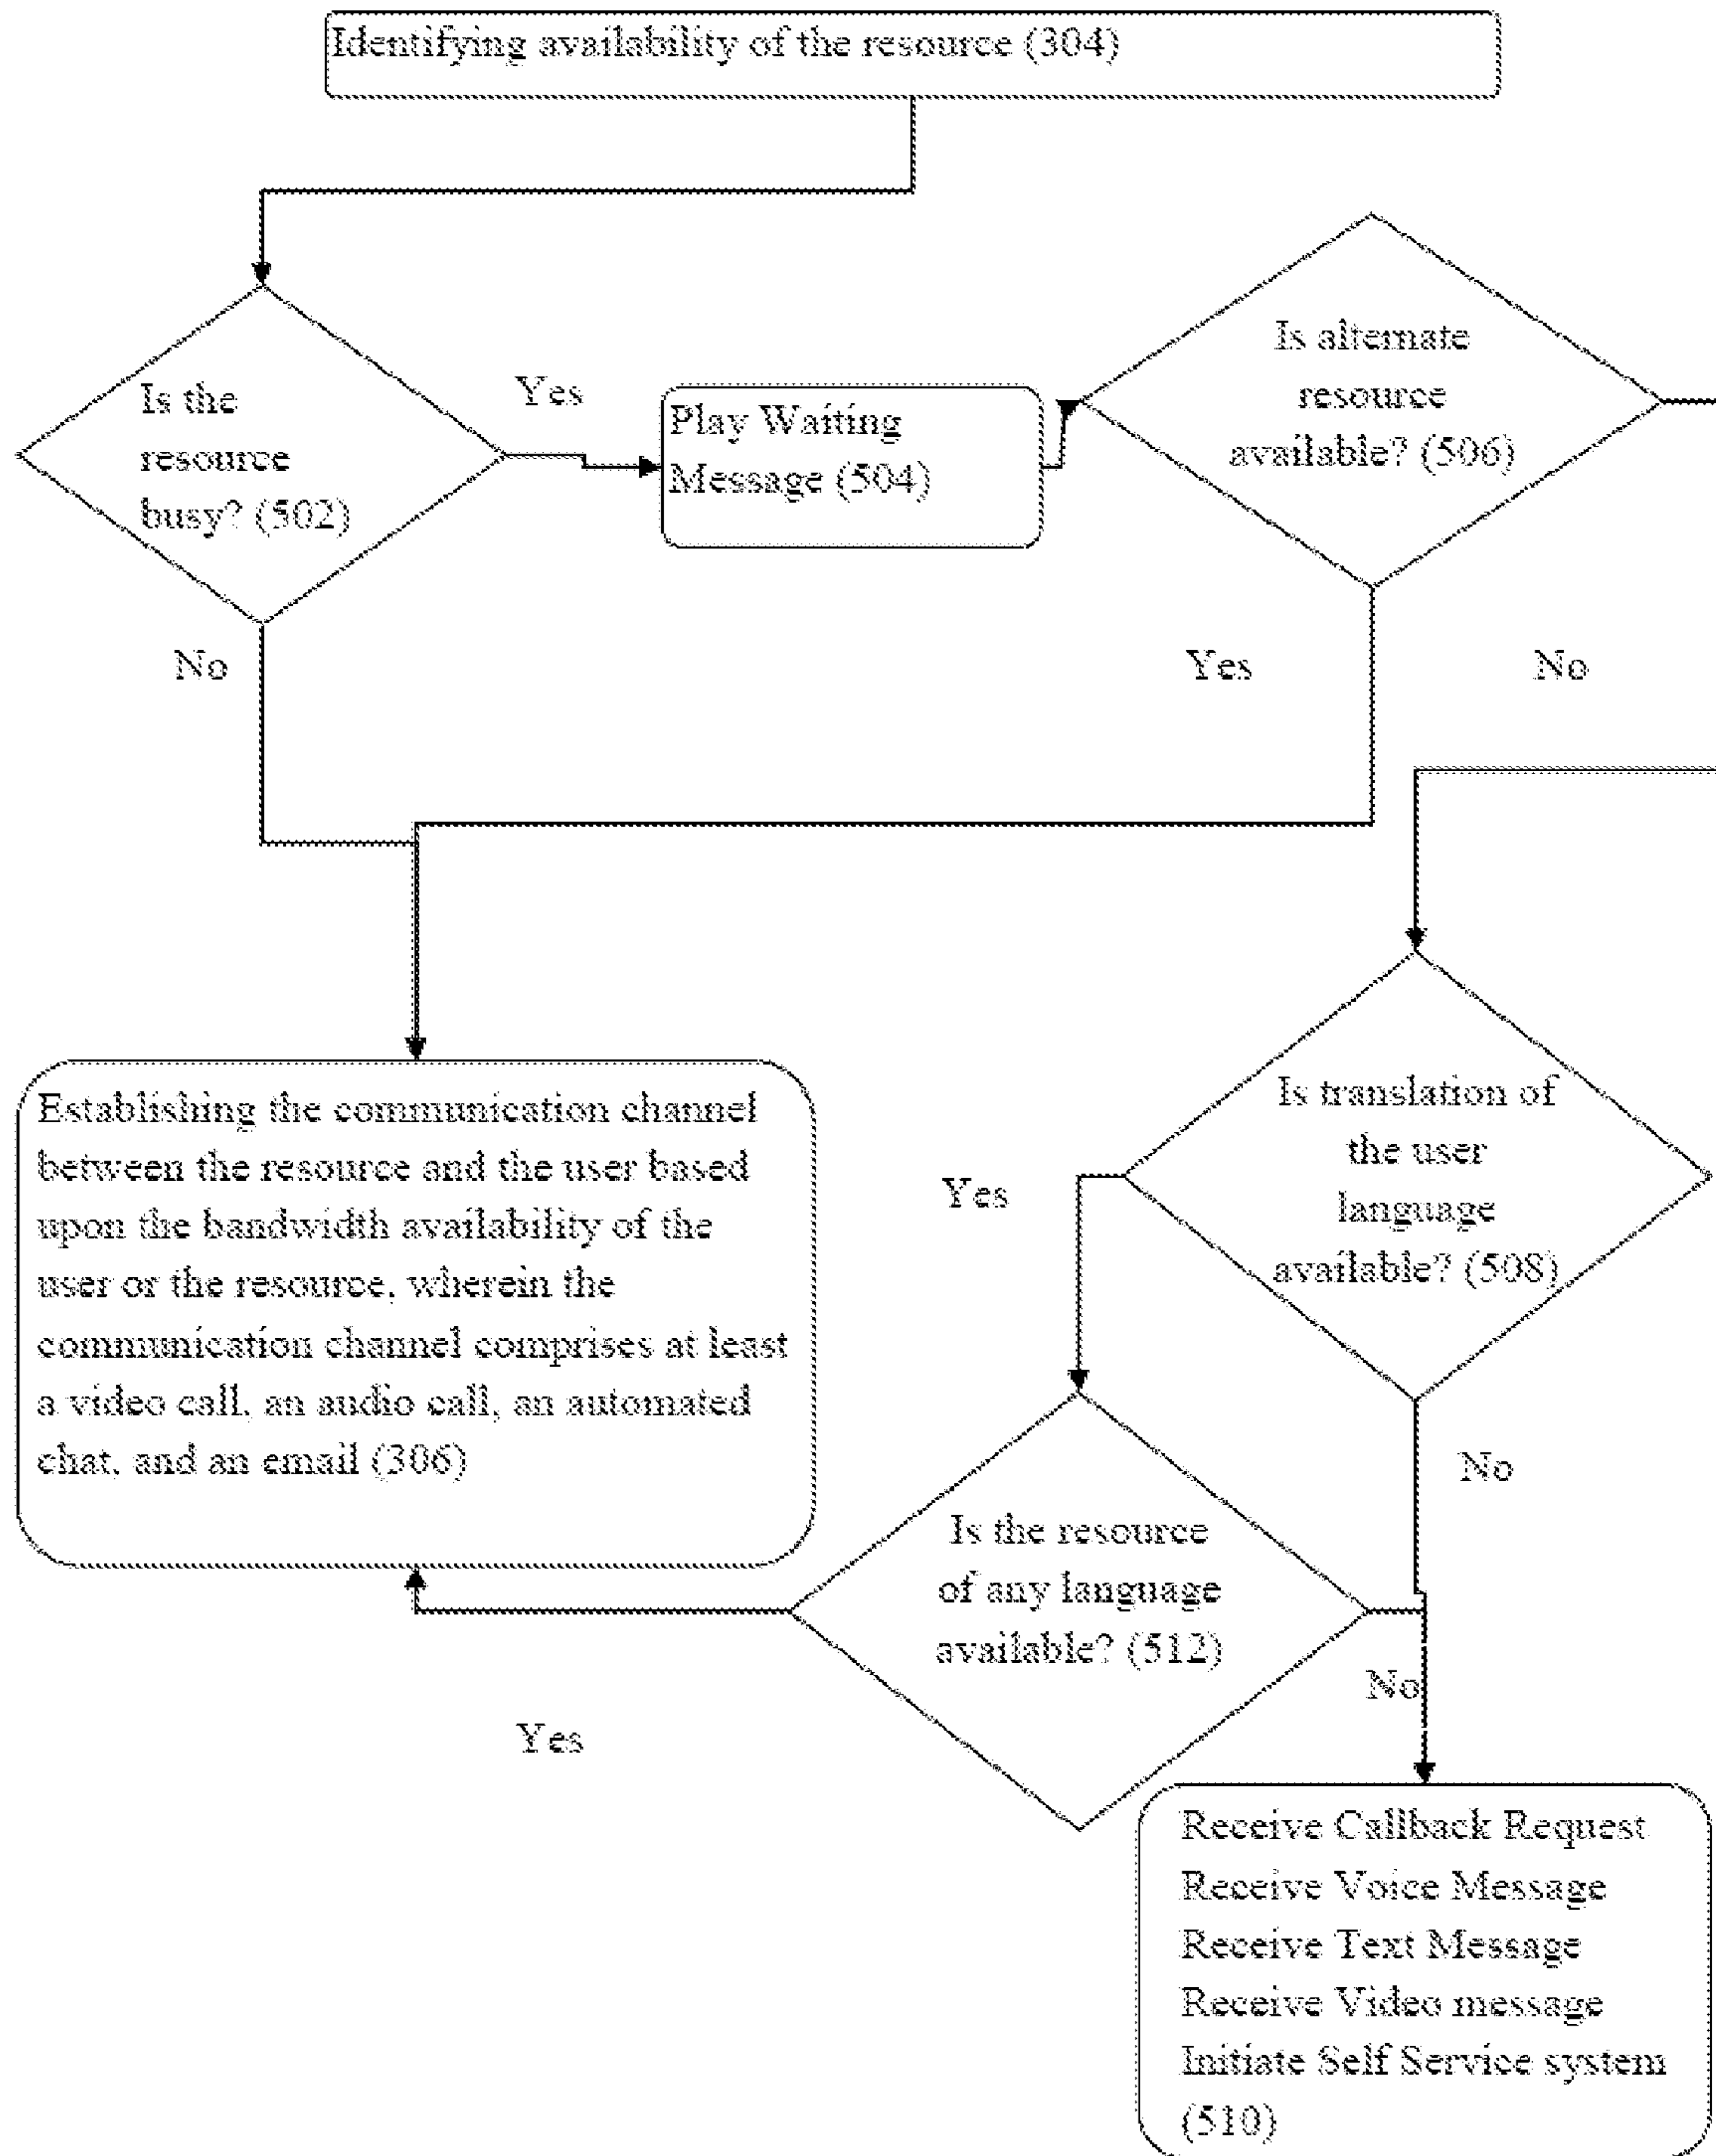 Identifying availability of the resource (304)
Is the
resource
busy? (502)
Yes
Play Waiting
Message (504)
Is alternate
resource
available? (506)
No
Yes
No
Establishing the communication channel
between the resource and the user based
upon the bandwidth availability of the
user or the resource, wherein the
communication channel comprises at least
a video call, an audio call, an automated
chat, and an email (306)
Is translation of
the user
language
available? (508)
Yes
No
Is the resource
of any language
available? (512)
No
Yes
Receive Callback Request
Receive Voice Message
Receive Text Message
Receive Video message
Initiate Self Service system
(510)